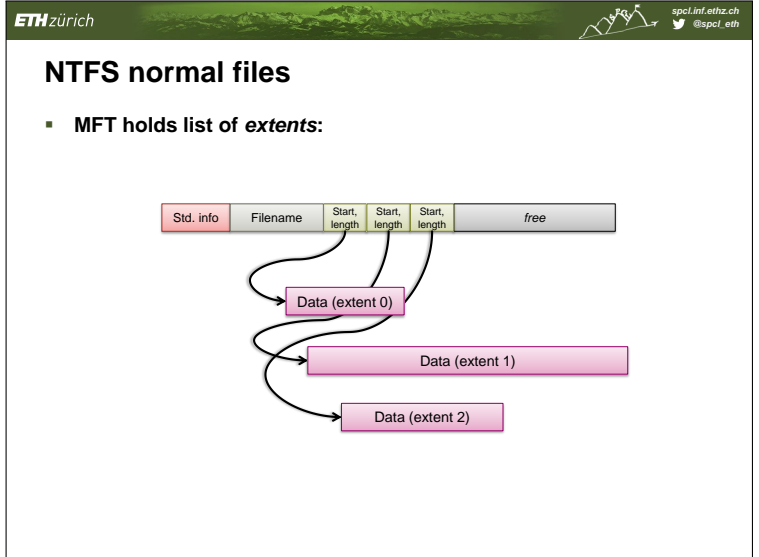 ETH zürich
spcl.inf.ethz.ch
@spcl_eth
NTFS normal files
▪ MFT holds list of extents:
Std. info Filename Start, length Start, length Start, length free
Data (extent 0)
Data (extent 1)
Data (extent 2)